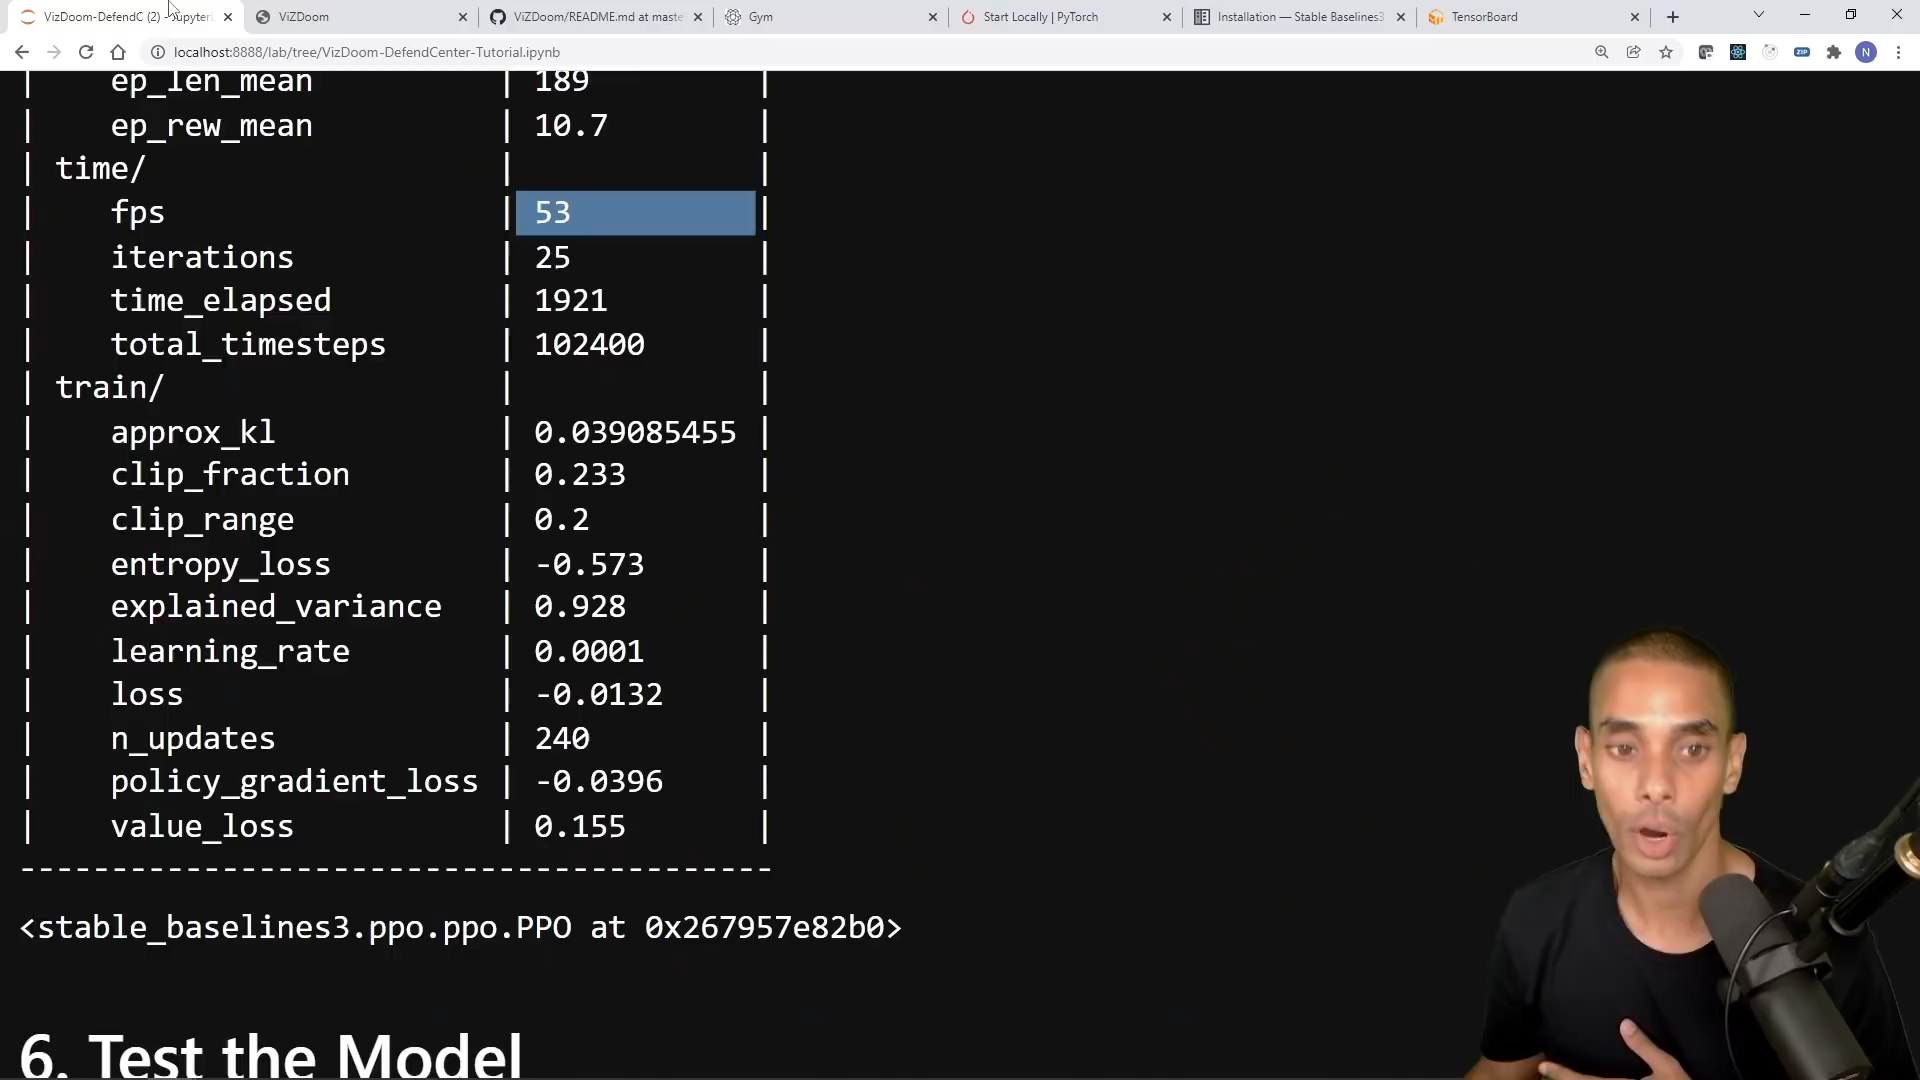 VizDoom-DefendC (2) - Jupyter
ViZDoom
ViZDoom/README.md at maste
Gym
Start Locally | PyTorch
Installation — Stable Baselines3
TensorBoard
localhost:8888/lab/tree/VizDoom-DefendCenter-Tutorial.ipynb
ZIP
N
| ep_len_mean | 189 |
| ep_rew_mean | 10.7 |
| time/ | |
| fps | 53 |
| iterations | 25 |
| time_elapsed | 1921 |
| total_timesteps | 102400 |
| train/ | |
| approx_kl | 0.039085455 |
| clip_fraction | 0.233 |
| clip_range | 0.2 |
| entropy_loss | -0.573 |
| explained_variance | 0.928 |
| learning_rate | 0.0001 |
| loss | -0.0132 |
| n_updates | 240 |
| policy_gradient_loss | -0.0396 |
| value_loss | 0.155 |
-----------------------------------------
<stable_baselines3.ppo.ppo.PPO at 0x267957e82b0>
6. Test the Model